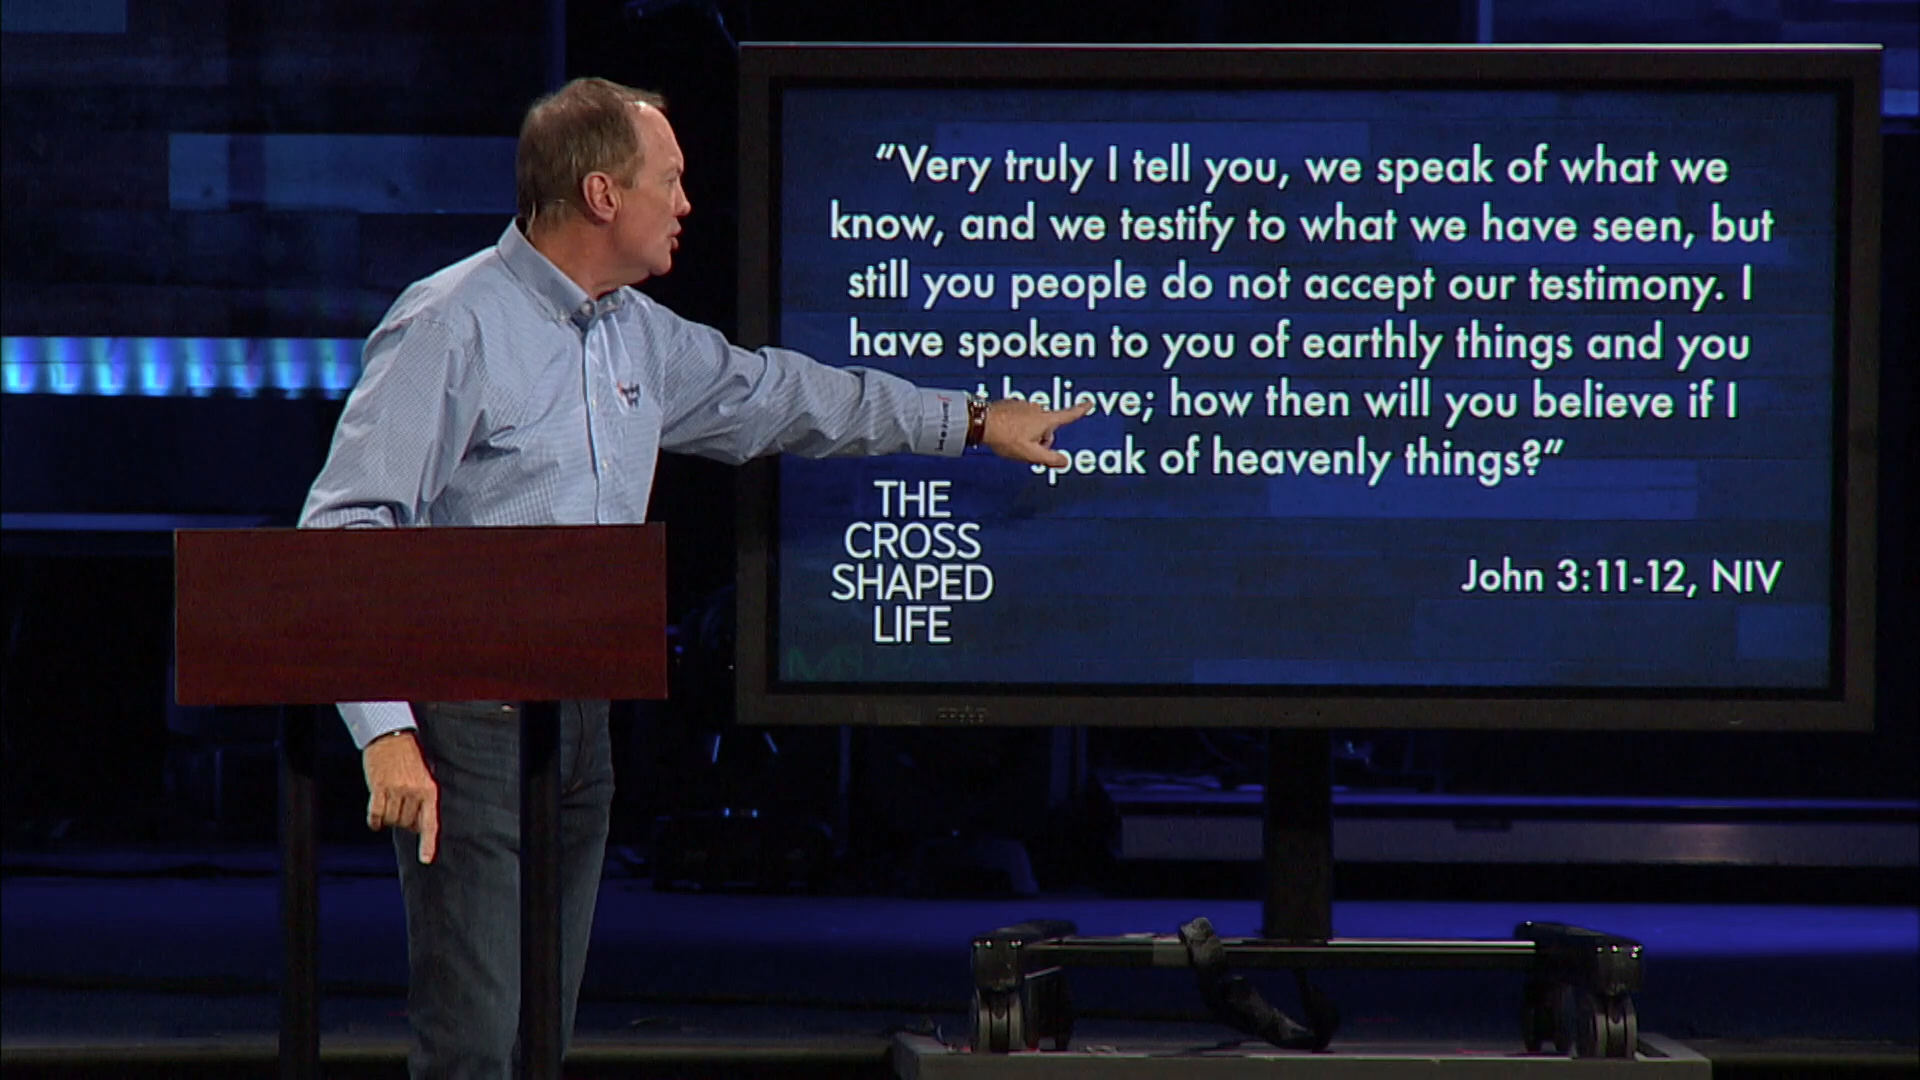 “Very truly I tell you, we speak of what we
know, and we testify to what we have seen, but
still you people do not accept our testimony. I
have spoken to you of earthly things and you
believe; how then will you believe if I
speak of heavenly things?”
THE
CROSS
SHAPED
LIFE
John 3:11-12, NIV